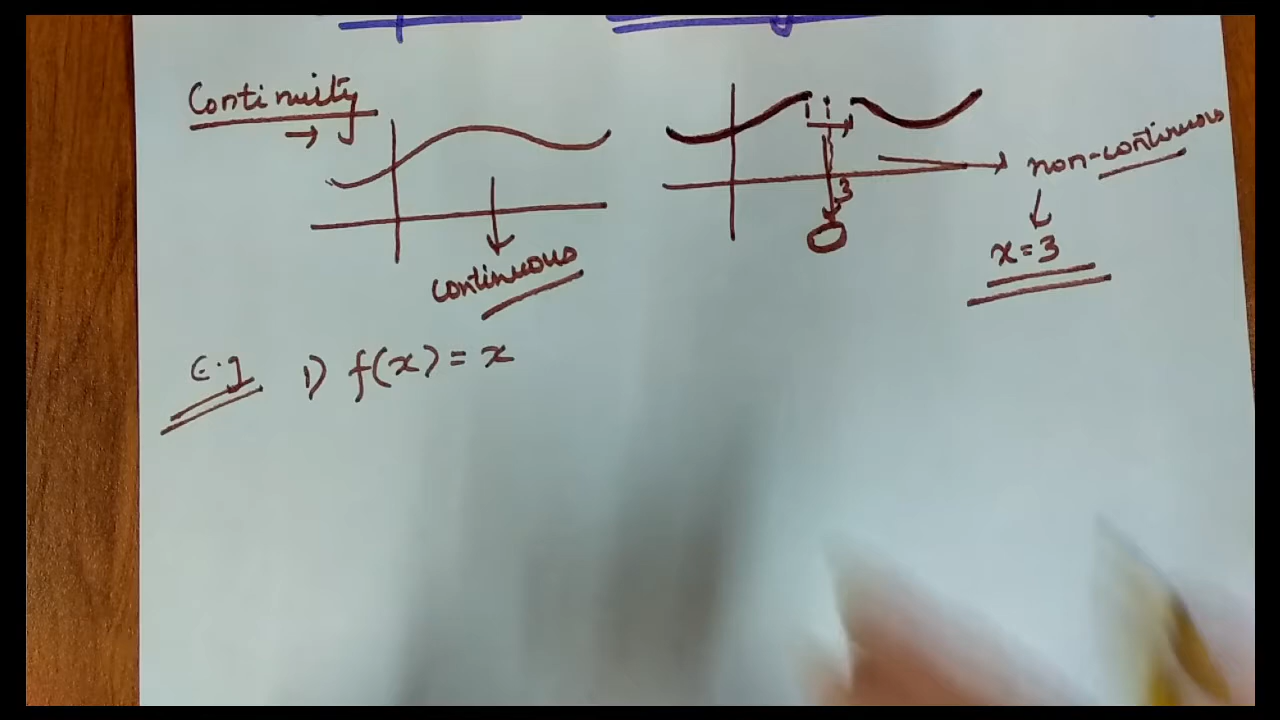 Continuity
→
continuous
3
non-continuous
x=3
E.g 1) f(x) = x